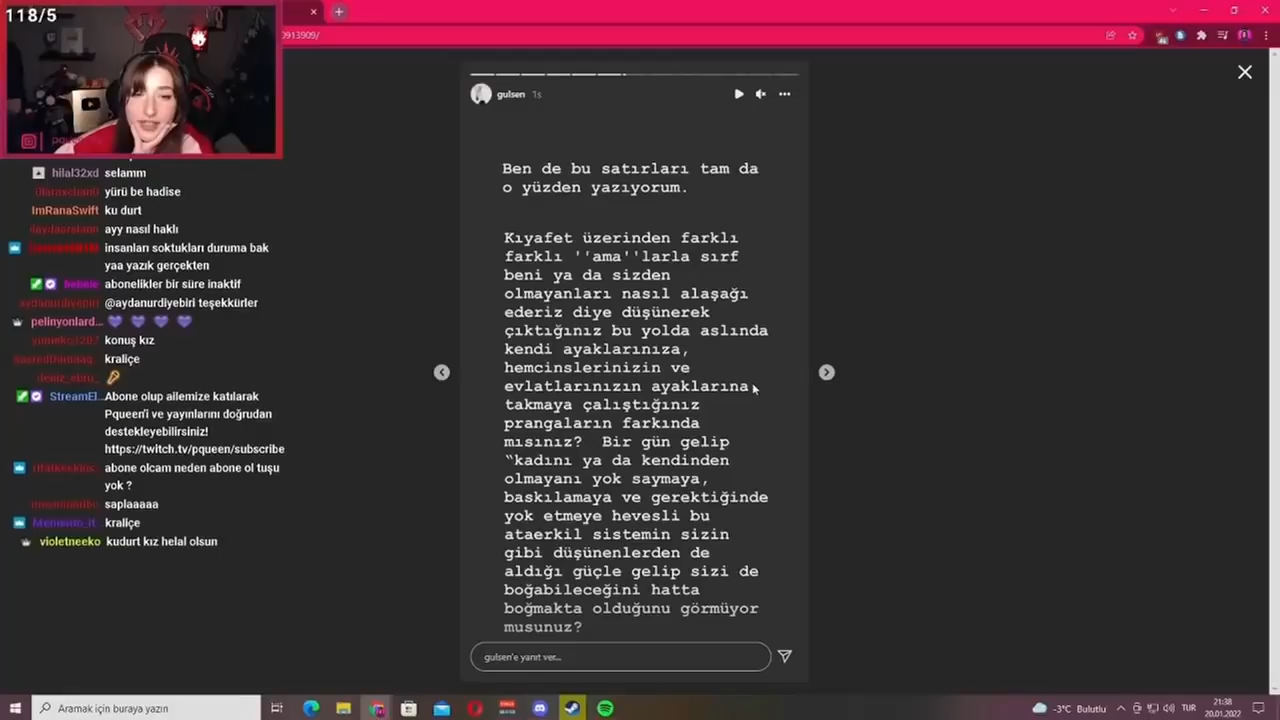 118/5
0913909/
gulsen 1s
Ben de bu satırları tam da
o yüzden yazıyorum.
Kıyafet üzerinden farklı
farklı ''ama''larla sırf
beni ya da sizden
olmayanları nasıl alaşağı
ederiz diye düşünerek
çıktığınız bu yolda aslında
kendi ayaklarınıza,
hemcinslerinizin ve
evlatlarınızın ayaklarına
takmaya çalıştığınız
prangaların farkında
mısınız? Bir gün gelip
“kadını ya da kendinden
olmayanı yok saymaya,
baskılamaya ve gerektiğinde
yok etmeye hevesli bu
ataerkil sistemin sizin
gibi düşünenlerden de
aldığı güçle gelip sizi de
boğabileceğini hatta
boğmakta olduğunu görmüyor
musunuz?
gulsen'e yanıt ver...
hilal32xd selamm
yürü be hadise
ImRanaSwift ku durt
ayy nasıl haklı
insanları soktukları duruma bak
yaa yazık gerçekten
abonelikler bir süre inaktif
@aydanurdiyebiri teşekkürler
pelinyonlard...
konuş kız
kraliçe
deniz_ebru_
StreamEl... Abone olup ailemize katılarak
Pqueen'i ve yayınlarını doğrudan
destekleyebilirsiniz!
https://twitch.tv/pqueen/subscribe
abone olcam neden abone ol tuşu
yok ?
saplaaaaa
kraliçe
violetneeko kudurt kız helal olsun
Aramak için buraya yazın
-3°C Bulutlu
TUR
21:38
20.01.2022